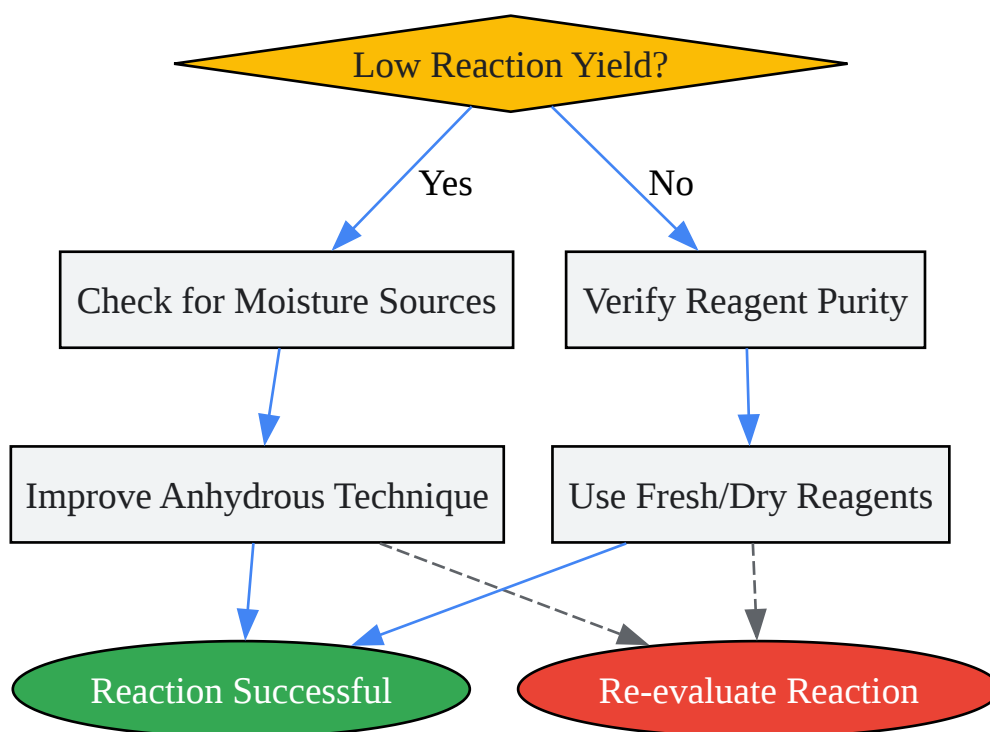 Low Reaction Yield?
Yes
No
Check for Moisture Sources
Verify Reagent Purity
Improve Anhydrous Technique
Use Fresh/Dry Reagents
Reaction Successful
Re-evaluate Reaction